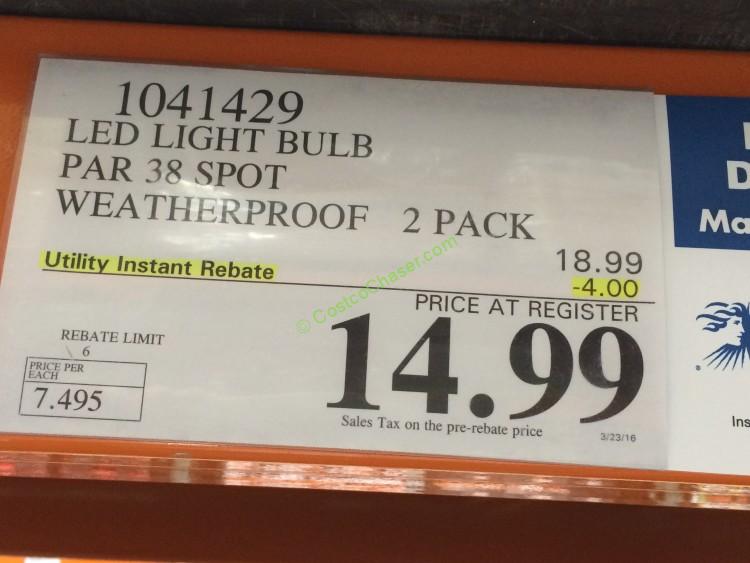 1041429
LED LIGHT BULB
PAR 38 SPOT
WEATHERPROOF 2 PACK
18.99
Utility Instant Rebate -4.00
© CostcoChaser.com
PRICE AT REGISTER
14.99
REBATE LIMIT
6
PRICE PER
EACH
7.495
Sales Tax on the pre-rebate price
3/23/16
D
Ma
Ins